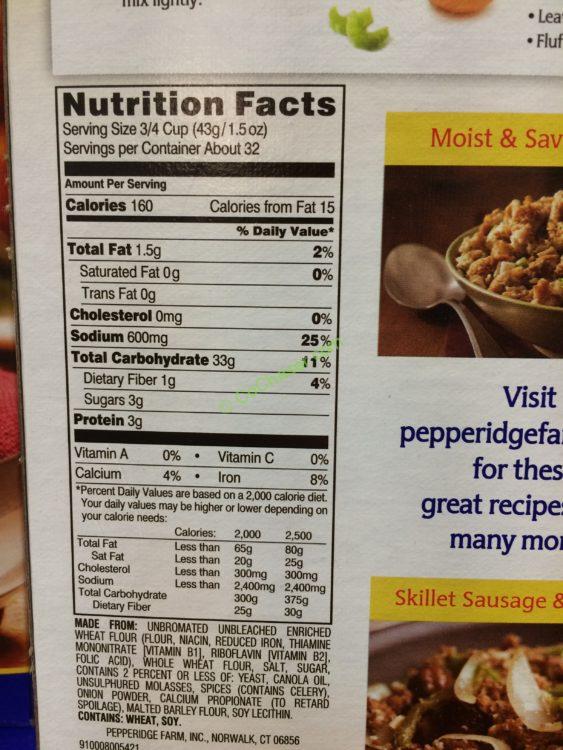 mix lightly.
• Lea
• Fluf
Nutrition Facts
Serving Size 3/4 Cup (43g/1.5 oz)
Servings per Container About 32
Amount Per Serving
Calories 160 Calories from Fat 15
% Daily Value*
Total Fat 1.5g 2%
Saturated Fat 0g 0%
Trans Fat 0g
Cholesterol 0mg 0%
Sodium 600mg 25%
Total Carbohydrate 33g 11%
Dietary Fiber 1g 4%
Sugars 3g
Protein 3g
Vitamin A 0% • Vitamin C 0%
Calcium 4% • Iron 8%
*Percent Daily Values are based on a 2,000 calorie diet.
Your daily values may be higher or lower depending on
your calorie needs:
Calories: 2,000 2,500
Total Fat Less than 65g 80g
Sat Fat Less than 20g 25g
Cholesterol Less than 300mg 300mg
Sodium Less than 2,400mg 2,400mg
Total Carbohydrate 300g 375g
Dietary Fiber 25g 30g
MADE FROM: UNBROMATED UNBLEACHED ENRICHED
WHEAT FLOUR (FLOUR, NIACIN, REDUCED IRON, THIAMINE
MONONITRATE [VITAMIN B1], RIBOFLAVIN [VITAMIN B2],
FOLIC ACID), WHOLE WHEAT FLOUR, SALT, SUGAR,
CONTAINS 2 PERCENT OR LESS OF: YEAST, CANOLA OIL,
UNSULPHURED MOLASSES, SPICES (CONTAINS CELERY),
ONION POWDER, CALCIUM PROPIONATE (TO RETARD
SPOILAGE), MALTED BARLEY FLOUR, SOY LECITHIN.
CONTAINS: WHEAT, SOY.
PEPPERIDGE FARM, INC., NORWALK, CT 06856
910008005421
Moist & Sav
Visit
pepperidgefa
for thes
great recipes
many mor
Skillet Sausage &